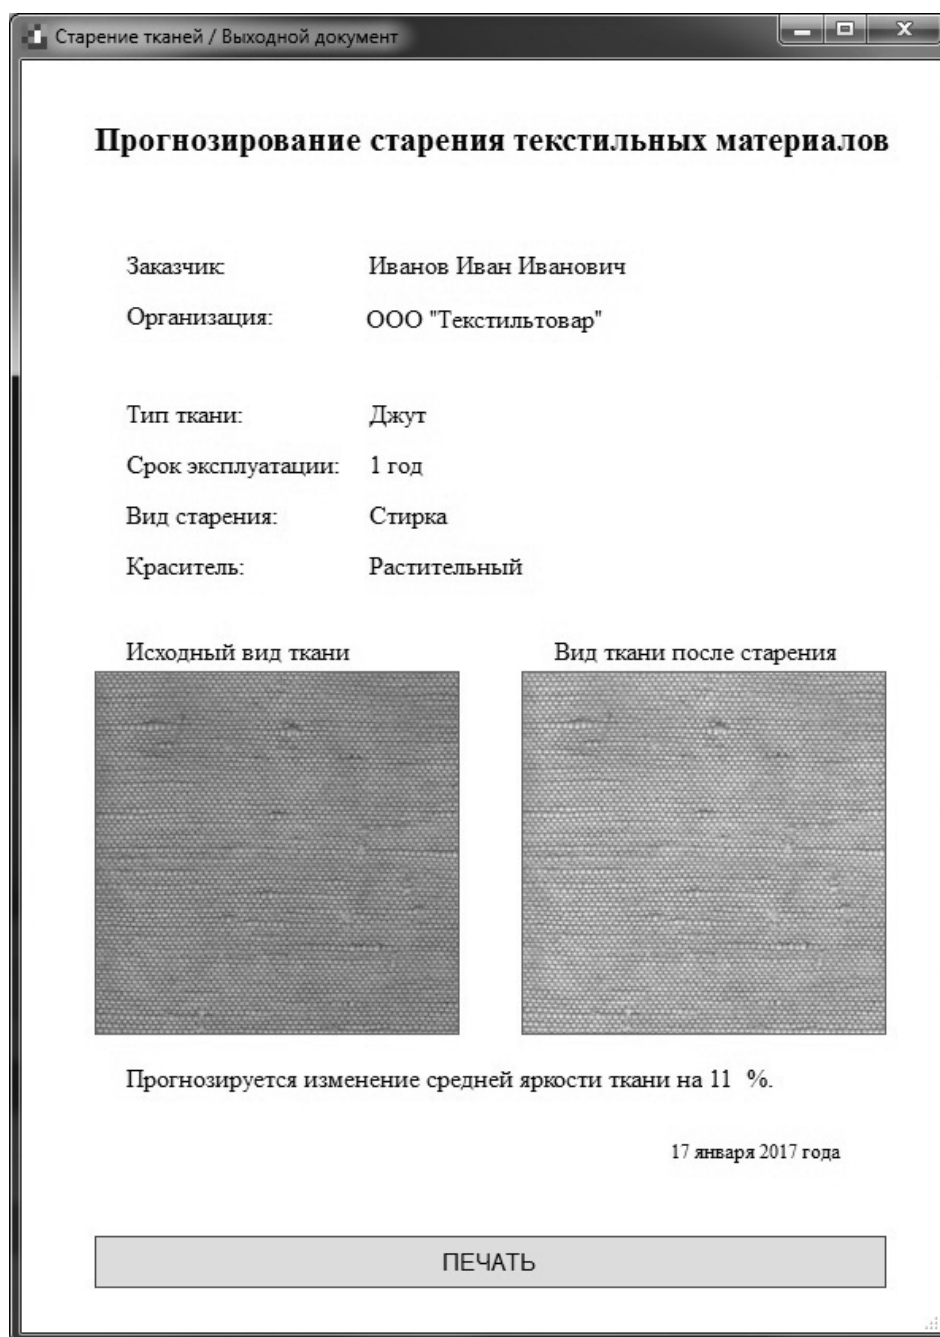 Старение тканей / Выходной документ
Прогнозирование старения текстильных материалов
Заказчик: Иванов Иван Иванович
Организация: ООО "Текстильтовар"
Тип ткани: Джут
Срок эксплуатации: 1 год
Вид старения: Стирка
Краситель: Растительный
Исходный вид ткани Вид ткани после старения
Прогнозируется изменение средней яркости ткани на 11 %.
17 января 2017 года
ПЕЧАТЬ